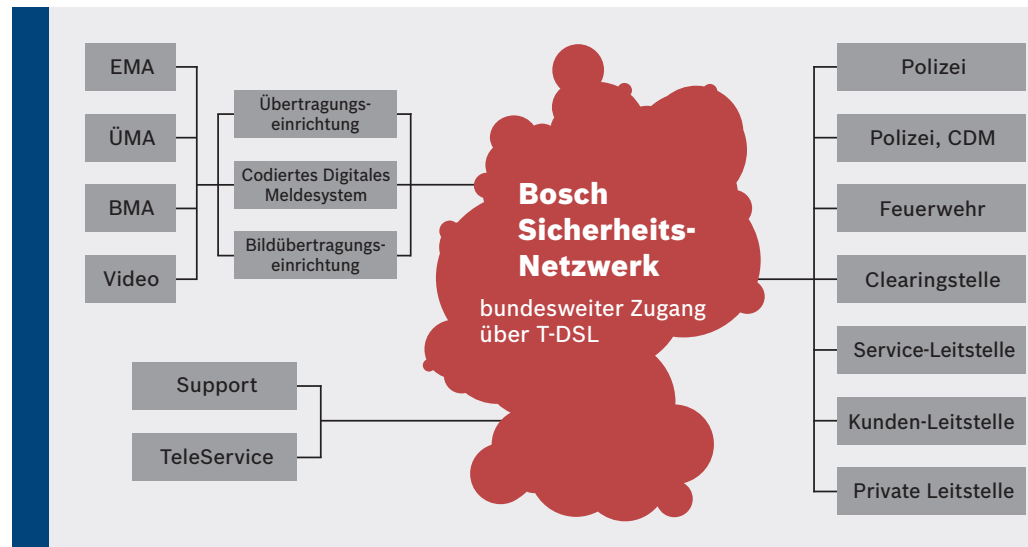 EMA
ÜMA
BMA
Video
Übertragungs-
einrichtung
Codiertes Digitales
Meldesystem
Bildübertragungs-
einrichtung
Support
TeleService
Bosch
Sicherheits-
Netzwerk
bundesweiter Zugang
über T-DSL
Polizei
Polizei, CDM
Feuerwehr
Clearingstelle
Service-Leitstelle
Kunden-Leitstelle
Private Leitstelle